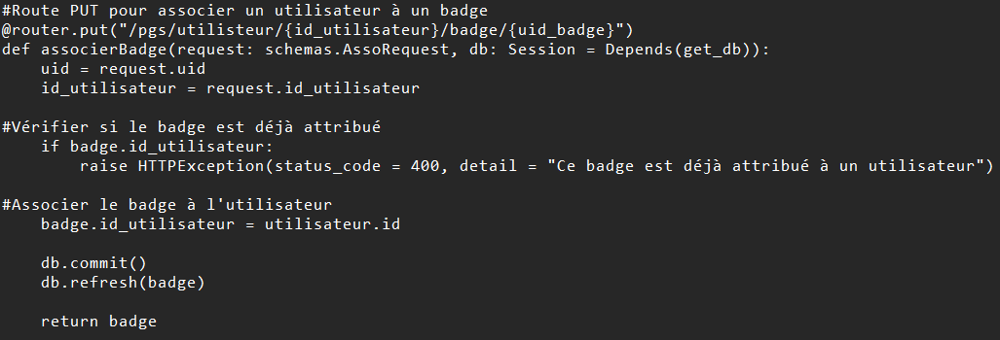 #Route PUT pour associer un utilisateur à un badge
@router.put("/pgs/utilisteur/{id_utilisateur}/badge/{uid_badge}")
def associerBadge(request: schemas.AssoRequest, db: Session = Depends(get_db)):
    uid = request.uid
    id_utilisateur = request.id_utilisateur
#Vérifier si le badge est déjà attribué
    if badge.id_utilisateur:
        raise HTTPException(status_code = 400, detail = "Ce badge est déjà attribué à un utilisateur")
#Associer le badge à l'utilisateur
    badge.id_utilisateur = utilisateur.id
    db.commit()
    db.refresh(badge)
    return badge